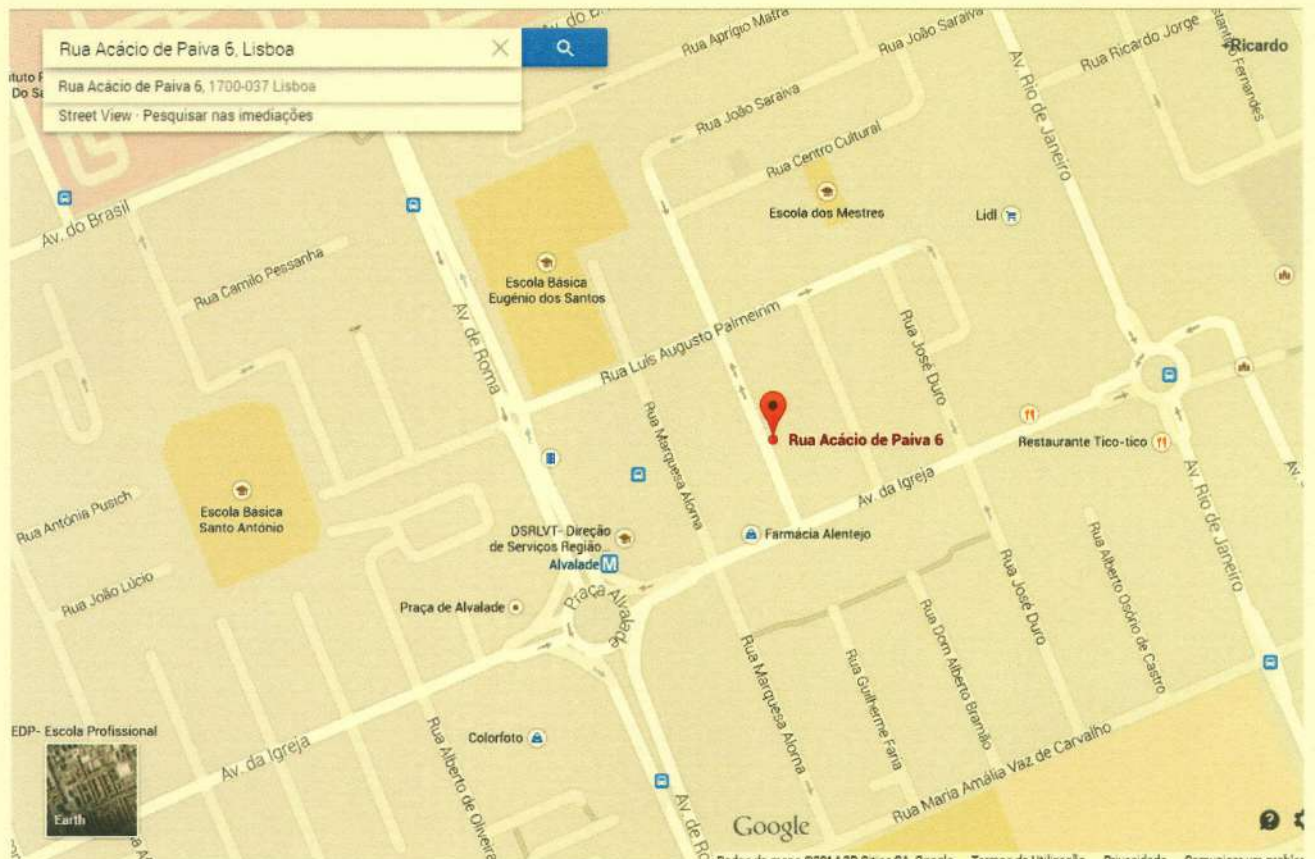 Rua Acácio de Paiva 6, Lisboa
Rua Acácio de Paiva 6, 1700-037 Lisboa
Street View · Pesquisar nas imediações
+Ricardo
Rua Aprígio Mafra
Rua João Saraiva
Rua Ricardo Jorge
Fernandes
Av. Rio de Janeiro
Rua João Saraiva
Rua Centro Cultural
Escola dos Mestres
Lidl
Av. do Brasil
Rua Camilo Pessanha
Escola Básica
Eugénio dos Santos
Av. de Roma
Rua Luís Augusto Palmeirim
Rua José Duro
Rua Acácio de Paiva 6
Rua Marquesa Alorna
Restaurante Tico-tico
Av. da Igreja
Av. Rio de Janeiro
Rua Antónia Pusich
Escola Básica
Santo António
DSRLVT- Direção
de Serviços Região...
Alvalade
M
Farmácia Alentejo
Rua João Lúcio
Praça de Alvalade
Praça Alvalade
Rua José Duro
Rua Alberto Osório de Castro
Rua Marquesa Alorna
Rua Guilherme Faria
Rua Dom Alberto Bramão
EDP- Escola Profissional
Av. da Igreja
Rua Alberto de Oliveira
Colorfoto
Rua Maria Amália Vaz de Carvalho
Earth
Google